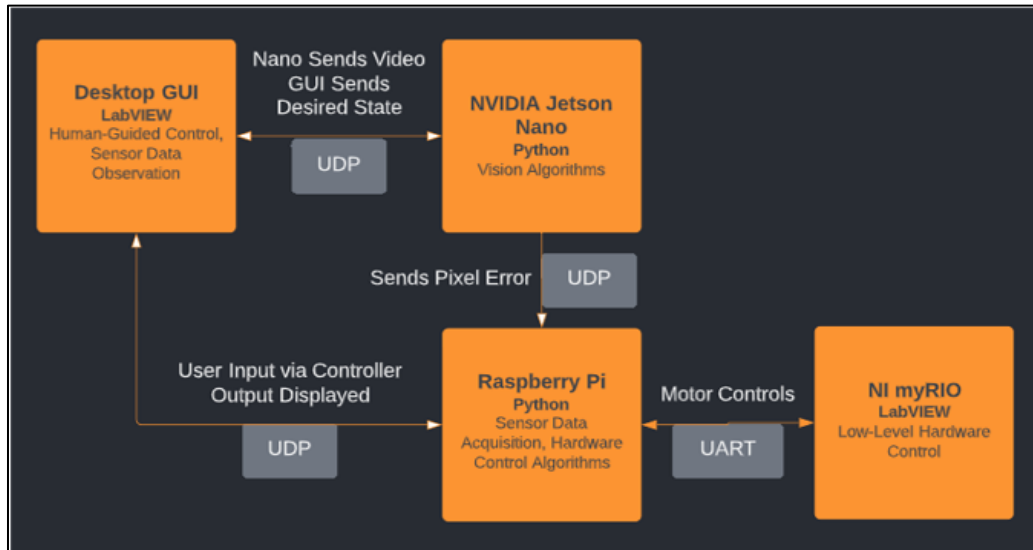 Desktop GUI
LabVIEW
Human-Guided Control,
Sensor Data
Observation
Nano Sends Video
GUI Sends
Desired State
UDP
NVIDIA Jetson
Nano
Python
Vision Algorithms
Sends Pixel Error
UDP
User Input via Controller
Output Displayed
UDP
Raspberry Pi
Python
Sensor Data
Acquisition, Hardware
Control Algorithms
Motor Controls
UART
NI myRIO
LabVIEW
Low-Level Hardware
Control